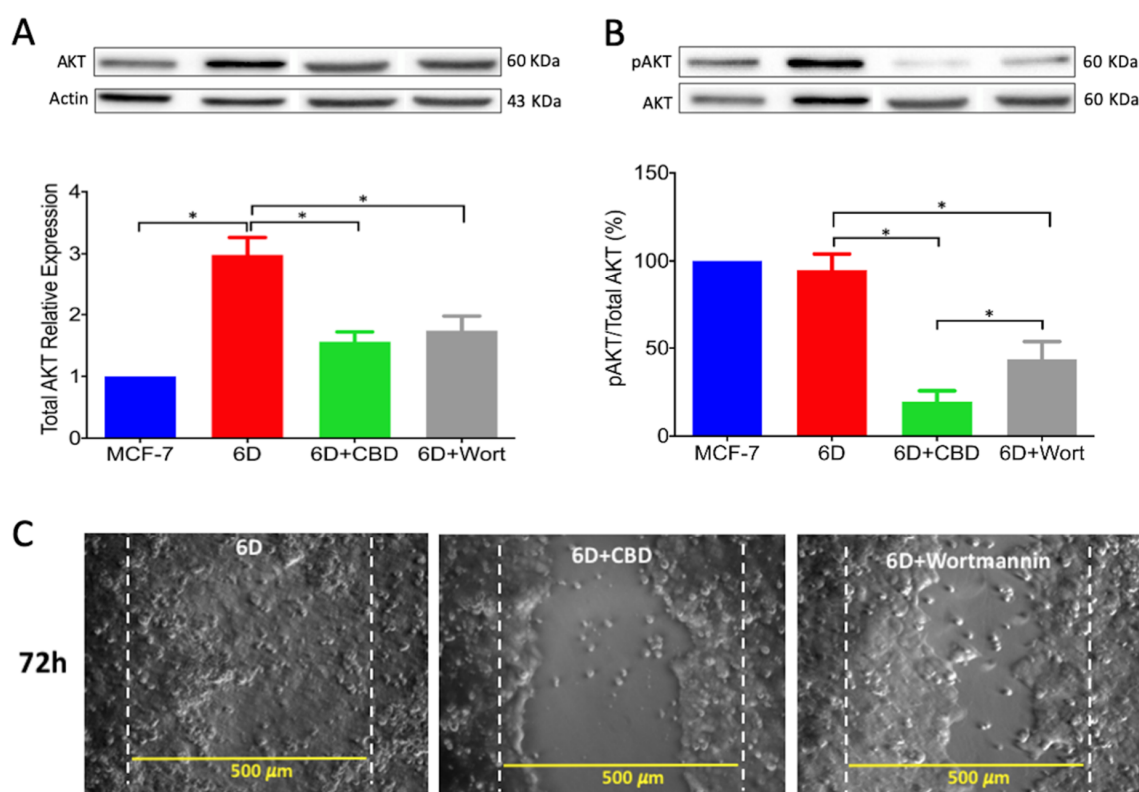 A
AKT
60 KDa
Actin
43 KDa
Total AKT Relative Expression
4
3
2
1
0
*
*
*
MCF-7
6D
6D+CBD
6D+Wort
B
pAKT
60 KDa
AKT
60 KDa
pAKT/Total AKT (%)
150
100
50
0
*
*
*
MCF-7
6D
6D+CBD
6D+Wort
C
72h
6D
500 µm
6D+CBD
500 µm
6D+Wortmannin
500 µm